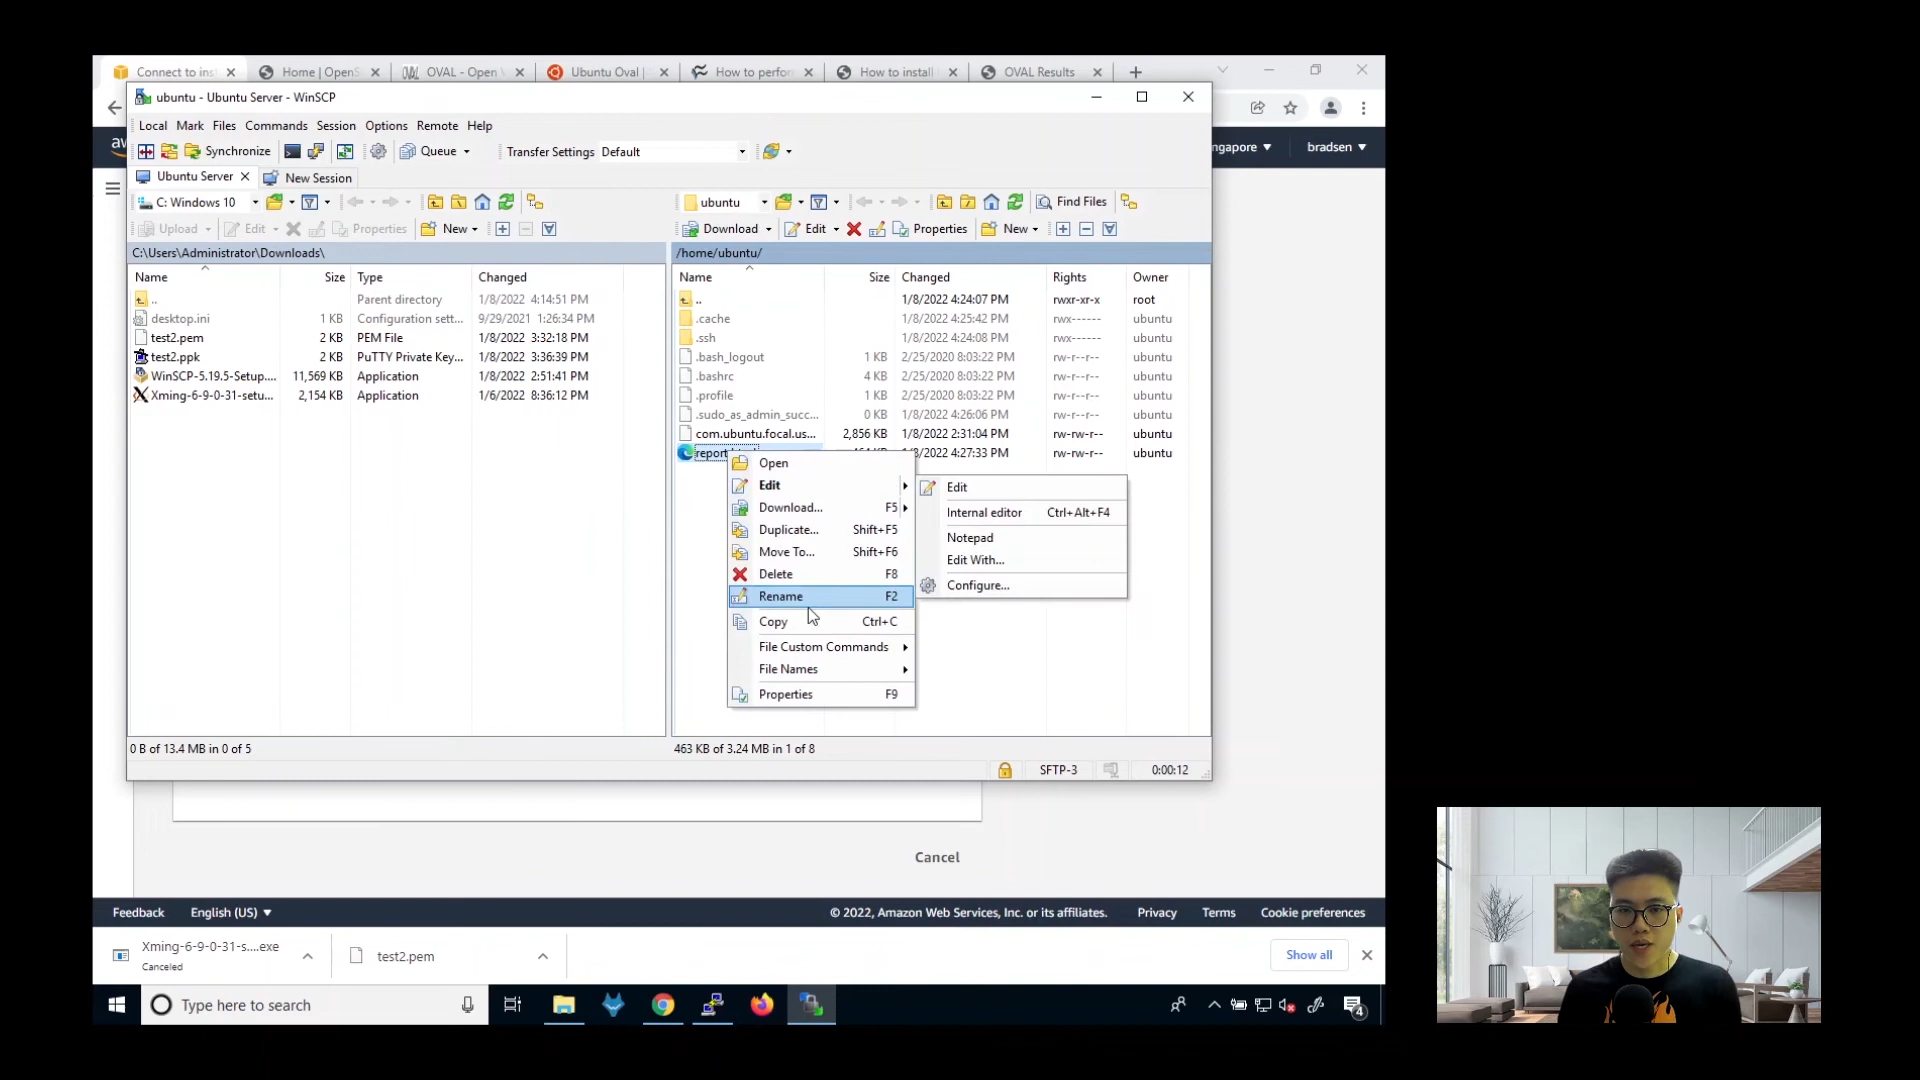 Connect to ins
Home | OpenS
OVAL - Open
Ubuntu Oval |
How to perfor
How to install
OVAL Results
ubuntu - Ubuntu Server - WinSCP
Local Mark Files Commands Session Options Remote Help
Synchronize Queue Transfer Settings Default
ngapore bradsen
Ubuntu Server New Session
C: Windows 10
ubuntu Find Files
Upload Edit Properties New
Download Edit Properties New
C:\Users\Administrator\Downloads\
/home/ubuntu/
Name Size Type Changed
.. Parent directory 1/8/2022 4:14:51 PM
desktop.ini 1 KB Configuration sett... 9/29/2021 1:26:34 PM
test2.pem 2 KB PEM File 1/8/2022 3:32:18 PM
test2.ppk 2 KB PuTTY Private Key... 1/8/2022 3:36:39 PM
WinSCP-5.19.5-Setup.... 11,569 KB Application 1/8/2022 2:51:41 PM
Xming-6-9-0-31-setu... 2,154 KB Application 1/6/2022 8:36:12 PM
Name Size Changed Rights Owner
.. 1/8/2022 4:24:07 PM rwxr-xr-x root
.cache 1/8/2022 4:25:42 PM rwx------ ubuntu
.ssh 1/8/2022 4:24:08 PM rwx------ ubuntu
.bash_logout 1 KB 2/25/2020 8:03:22 PM rw-r--r-- ubuntu
.bashrc 4 KB 2/25/2020 8:03:22 PM rw-r--r-- ubuntu
.profile 1 KB 2/25/2020 8:03:22 PM rw-r--r-- ubuntu
.sudo_as_admin_succ... 0 KB 1/8/2022 4:26:06 PM rw-r--r-- ubuntu
com.ubuntu.focal.us... 2,856 KB 1/8/2022 2:31:04 PM rw-rw-r-- ubuntu
report 1/8/2022 4:27:33 PM rw-rw-r-- ubuntu
Open
Edit
Download... F5
Duplicate... Shift+F5
Move To... Shift+F6
Delete F8
Rename F2
Copy Ctrl+C
File Custom Commands
File Names
Properties F9
Edit
Internal editor Ctrl+Alt+F4
Notepad
Edit With...
Configure...
0 B of 13.4 MB in 0 of 5
463 KB of 3.24 MB in 1 of 8
SFTP-3 0:00:12
Cancel
Feedback English (US)
© 2022, Amazon Web Services, Inc. or its affiliates. Privacy Terms Cookie preferences
Xming-6-9-0-31-s....exe
Canceled
test2.pem
Show all
Type here to search
4